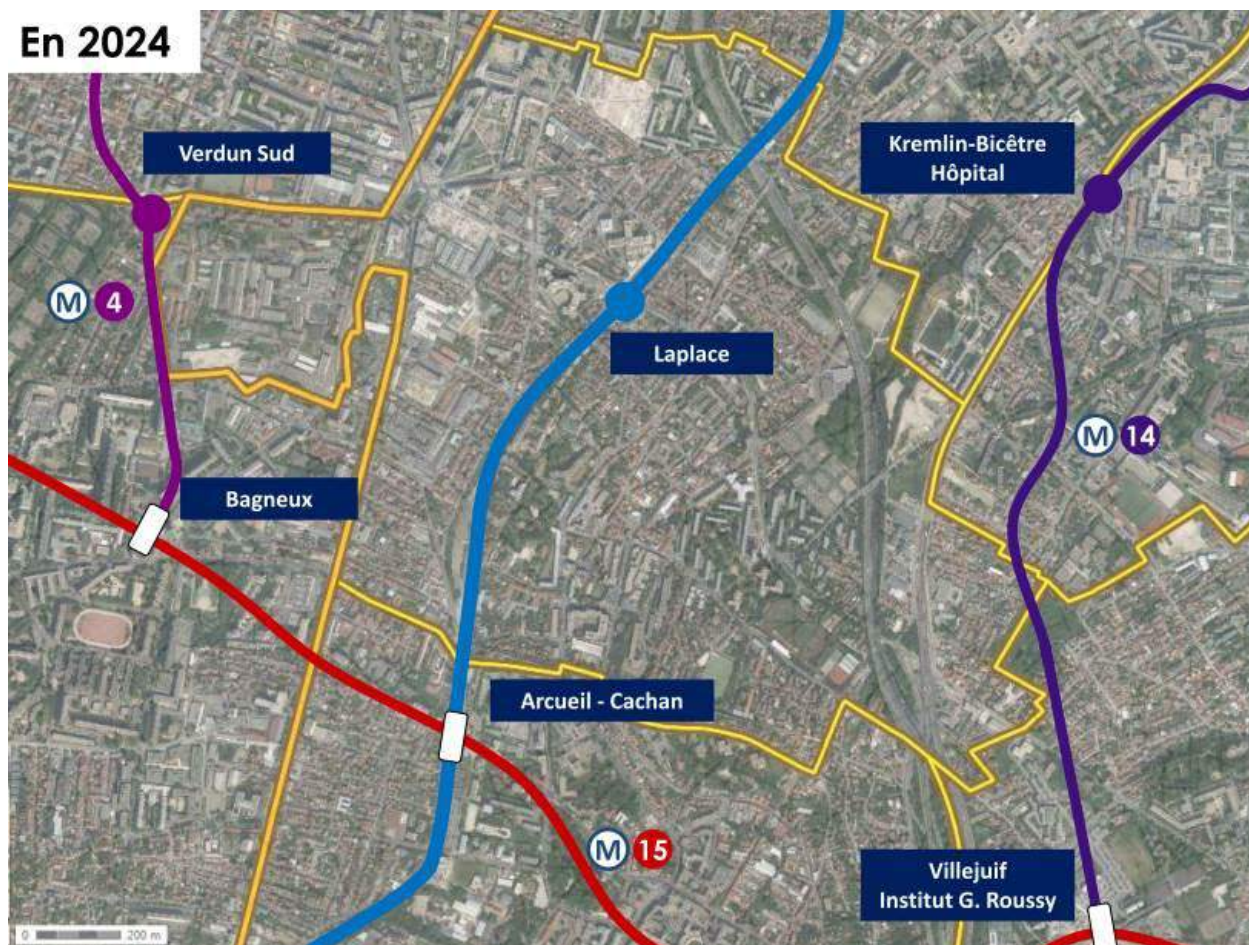 En 2024
Verdun Sud
Kremlin-Bicêtre
Hôpital
M 4
Laplace
M 14
Bagneux
Arcueil - Cachan
M 15
Villejuif
Institut G. Roussy
0 200 m